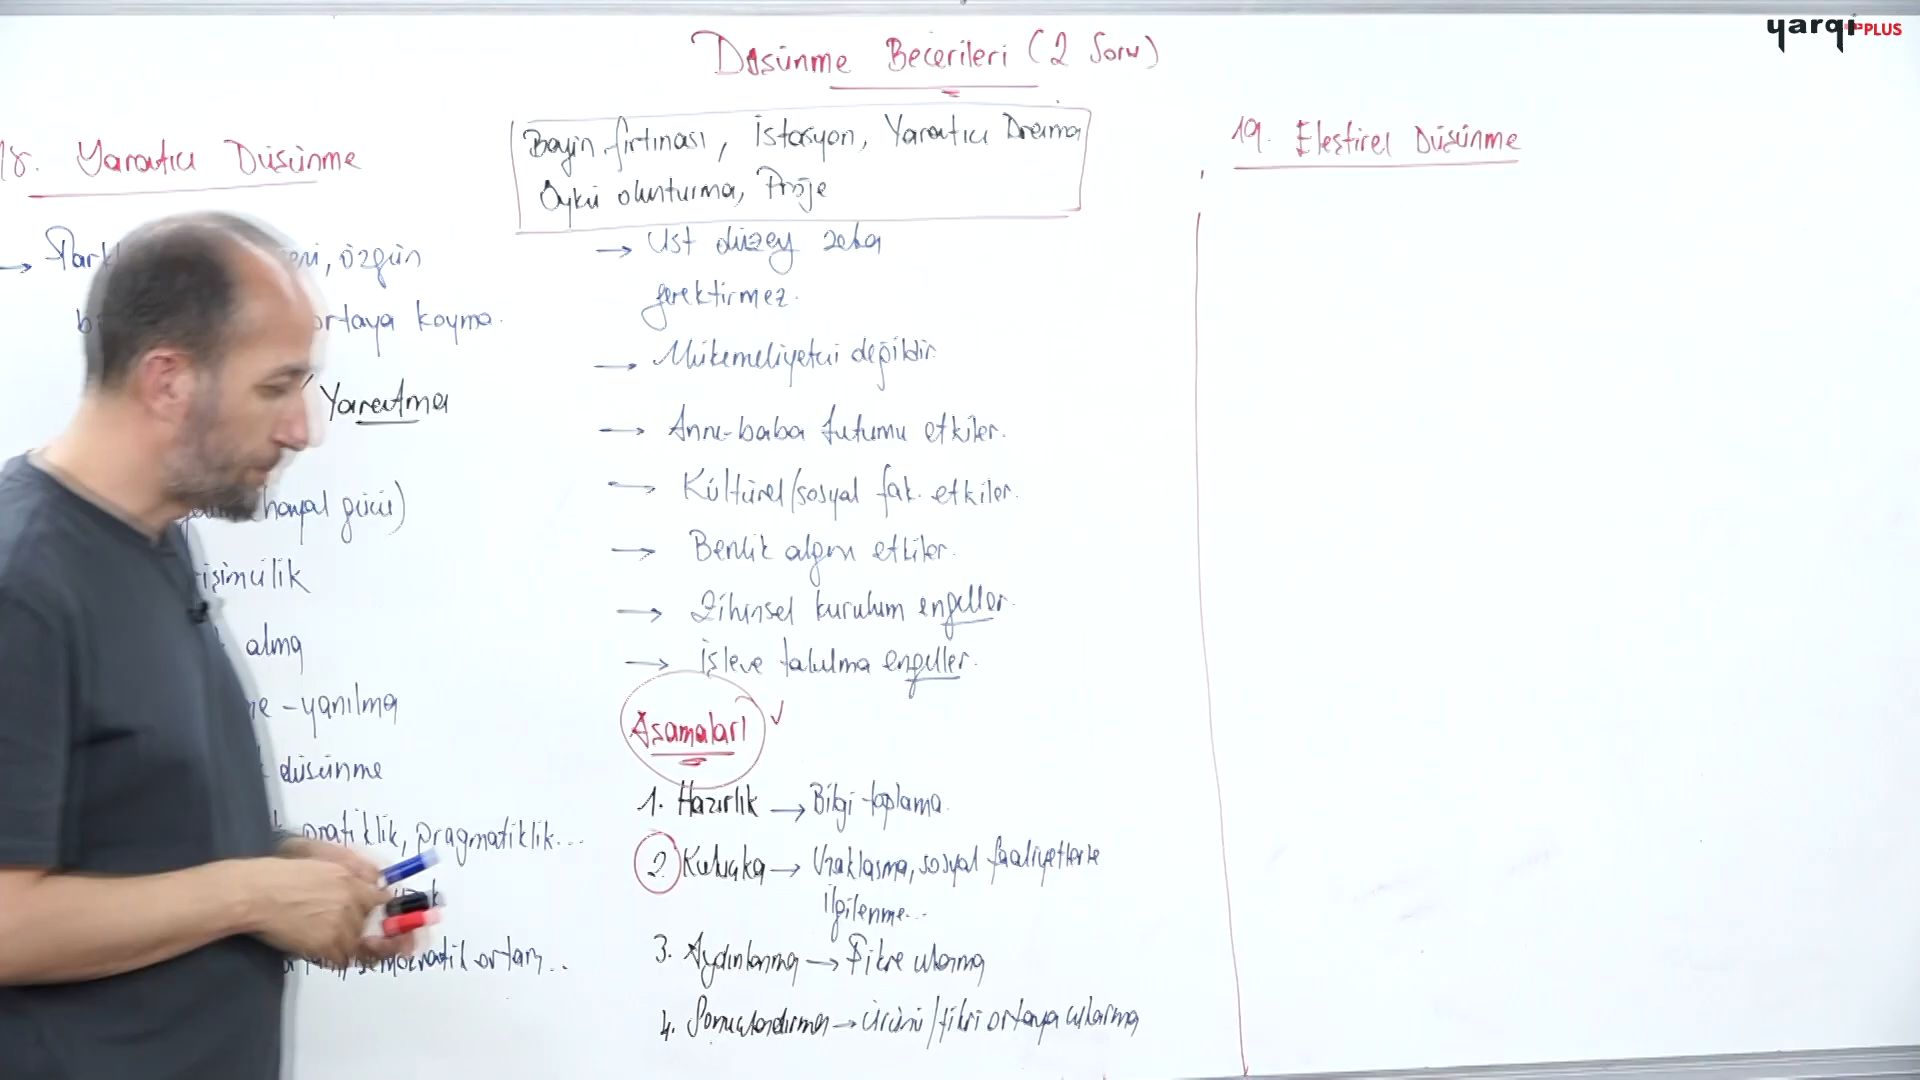 yarqı PLUS
Düşünme Becerileri (2 Soru)
18. Yaratıcı Düşünme
özgün
ortaya koyma.
Yaratma
hayal gücü)
alma
-yanılma
düşünme
pratiklik, pragmatiklik...
demokratik ortam...
Beyin fırtınası, İstasyon, Yaratıcı Drama
Öykü oluşturma, Proje
→ Üst düzey zeka
gerektirmez.
→ Mükemeliyetçi değildir
→ Anne-baba tutumu etkiler.
→ Kültürel/sosyal fak. etkiler.
→ Benlik algısı etkiler.
→ Zihinsel kurulum engeller.
→ İşleve takılma engeller.
Aşamaları ✓
1. Hazırlık → Bilgi toplama.
2. Kuluçka → Uzaklaşma, sosyal faaliyetlerle
ilgilenme...
3. Aydınlanma → Fikre ulaşma
4. Sonuçlandırma → ürünü/fikri ortaya çıkarma
19. Eleştirel Düşünme